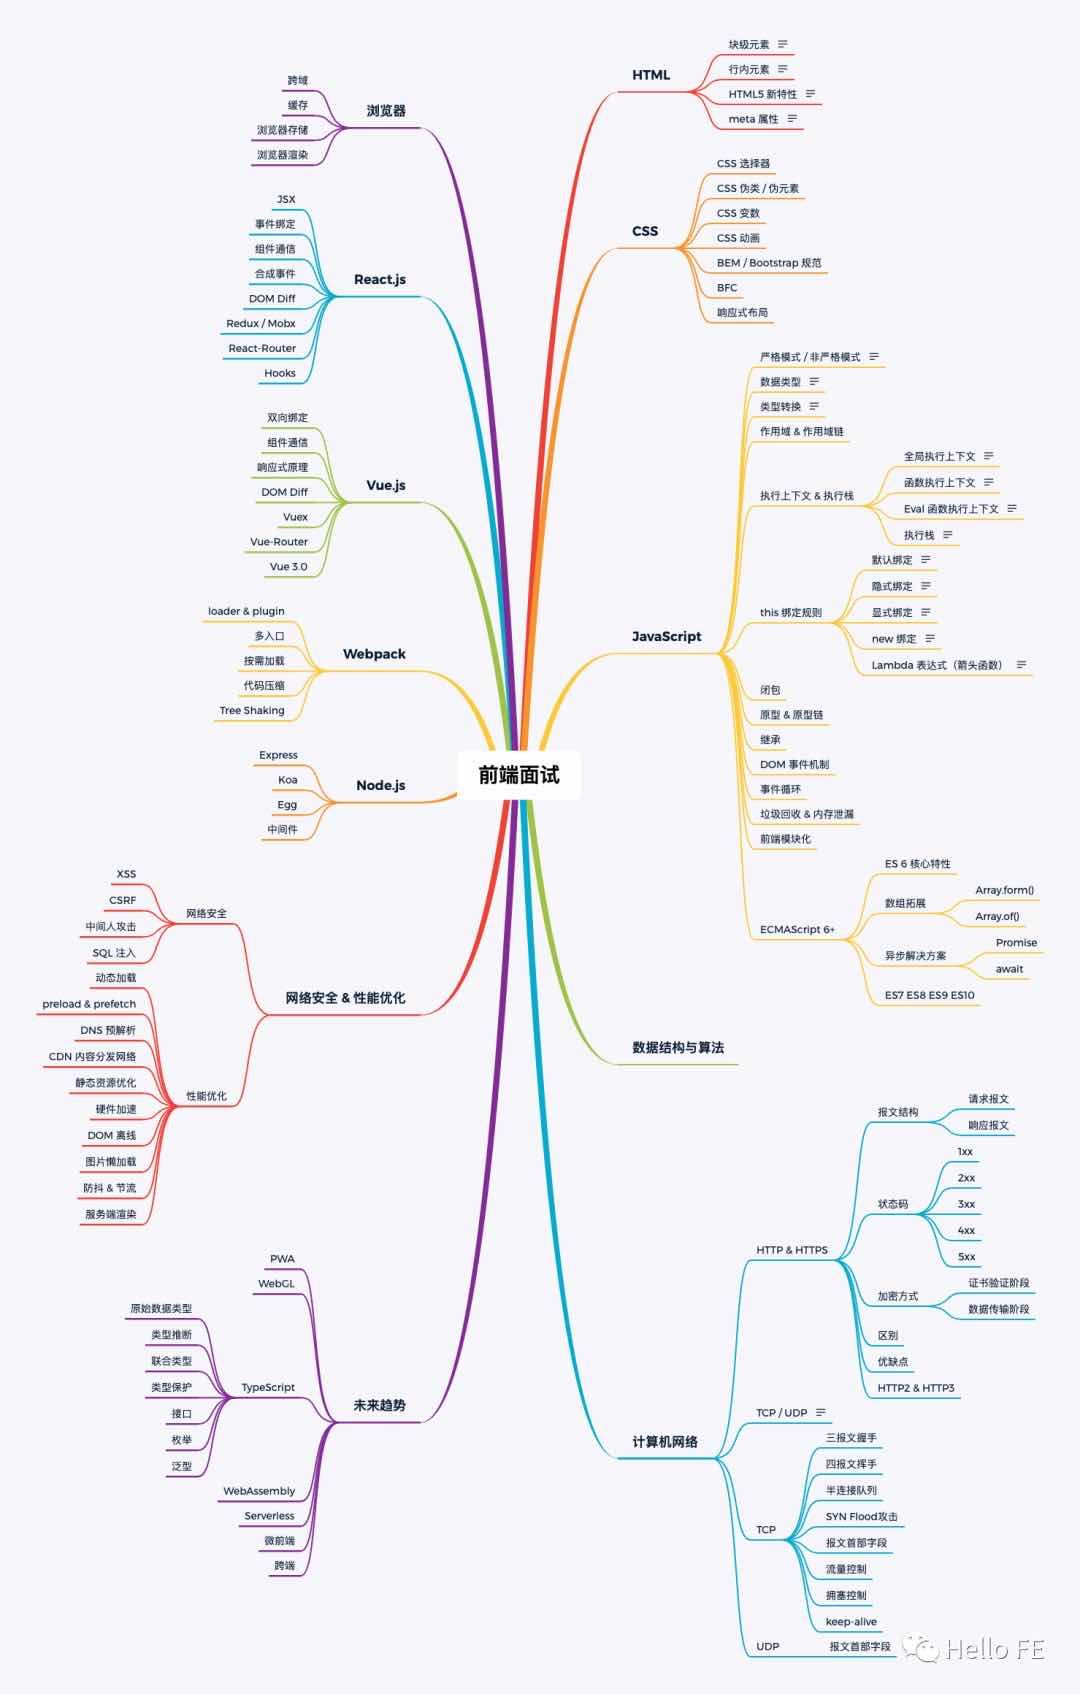 前端面试
HTML
块级元素
行内元素
HTML5 新特性
meta 属性
CSS
CSS 选择器
CSS 伪类 / 伪元素
CSS 变数
CSS 动画
BEM / Bootstrap 规范
BFC
响应式布局
JavaScript
严格模式 / 非严格模式
数据类型
类型转换
作用域 & 作用域链
执行上下文 & 执行栈
全局执行上下文
函数执行上下文
Eval 函数执行上下文
执行栈
this 绑定规则
默认绑定
隐式绑定
显式绑定
new 绑定
Lambda 表达式（箭头函数）
闭包
原型 & 原型链
继承
DOM 事件机制
事件循环
垃圾回收 & 内存泄漏
前端模块化
ECMAScript 6+
ES 6 核心特性
数组拓展
Array.form()
Array.of()
异步解决方案
Promise
await
ES7 ES8 ES9 ES10
数据结构与算法
计算机网络
HTTP & HTTPS
报文结构
请求报文
响应报文
状态码
1xx
2xx
3xx
4xx
5xx
加密方式
证书验证阶段
数据传输阶段
区别
优缺点
HTTP2 & HTTP3
TCP / UDP
TCP
三报文握手
四报文挥手
半连接队列
SYN Flood攻击
报文首部字段
流量控制
拥塞控制
keep-alive
UDP
报文首部字段
浏览器
跨域
缓存
浏览器存储
浏览器渲染
React.js
JSX
事件绑定
组件通信
合成事件
DOM Diff
Redux / Mobx
React-Router
Hooks
Vue.js
双向绑定
组件通信
响应式原理
DOM Diff
Vuex
Vue-Router
Vue 3.0
Webpack
loader & plugin
多入口
按需加载
代码压缩
Tree Shaking
Node.js
Express
Koa
Egg
中间件
网络安全 & 性能优化
网络安全
XSS
CSRF
中间人攻击
SQL 注入
性能优化
动态加载
preload & prefetch
DNS 预解析
CDN 内容分发网络
静态资源优化
硬件加速
DOM 离线
图片懒加载
防抖 & 节流
服务端渲染
未来趋势
PWA
WebGL
TypeScript
原始数据类型
类型推断
联合类型
类型保护
接口
枚举
泛型
WebAssembly
Serverless
微前端
跨端
Hello FE